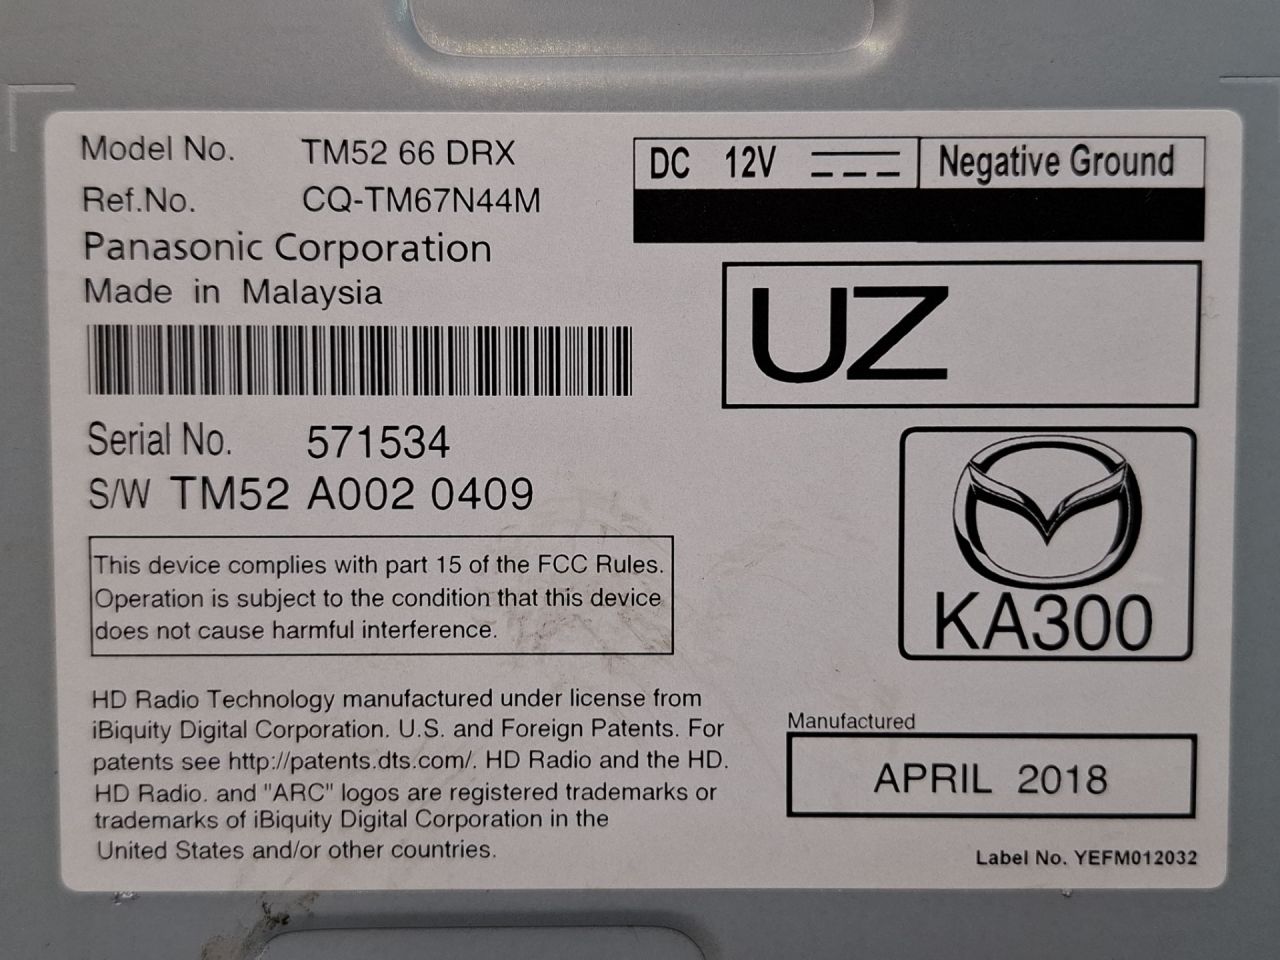 Model No. TM52 66 DRX
Ref.No. CQ-TM67N44M
Panasonic Corporation
Made in Malaysia
DC 12V Negative Ground
UZ
Serial No. 571534
S/W TM52 A002 0409
KA300
This device complies with part 15 of the FCC Rules.
Operation is subject to the condition that this device
does not cause harmful interference.
HD Radio Technology manufactured under license from
iBiquity Digital Corporation. U.S. and Foreign Patents. For
patents see http://patents.dts.com/. HD Radio and the HD.
HD Radio. and "ARC" logos are registered trademarks or
trademarks of iBiquity Digital Corporation in the
United States and/or other countries.
Manufactured
APRIL 2018
Label No. YEFM012032